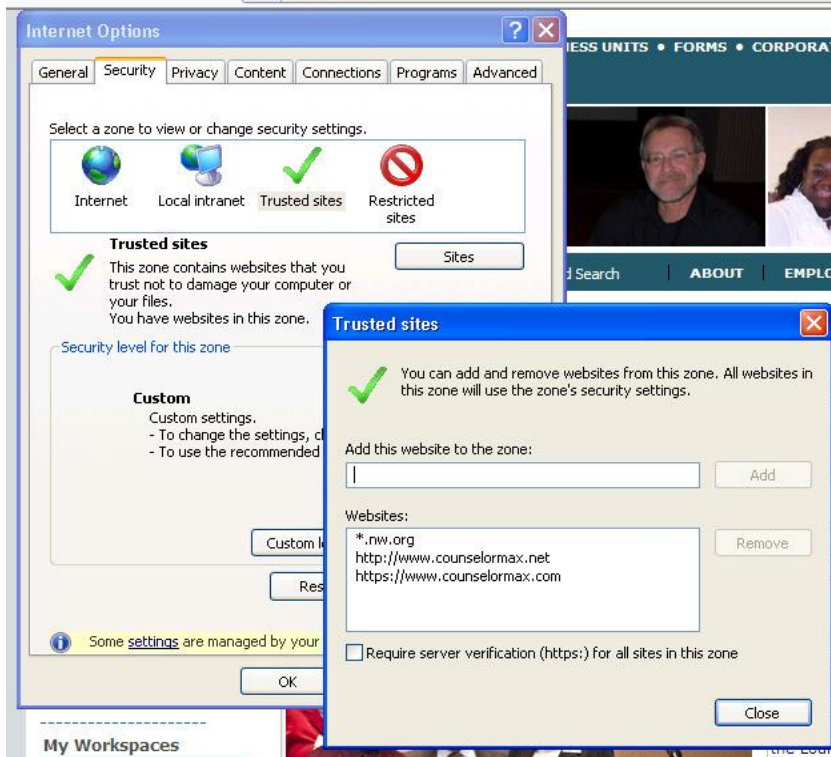 Internet Options
ESS UNITS • FORMS • CORPORA
General Security Privacy Content Connections Programs Advanced
Select a zone to view or change security settings.
Internet
Local intranet
Trusted sites
Restricted
sites
Trusted sites
Sites
This zone contains websites that you
trust not to damage your computer or
your files.
You have websites in this zone.
Search ABOUT EMPLO
Security level for this zone
Custom
Custom settings.
- To change the settings, cl
- To use the recommended
Custom l
Res
Some settings are managed by your
OK
Trusted sites
You can add and remove websites from this zone. All websites in
this zone will use the zone's security settings.
Add this website to the zone:
Add
Websites:
*.nw.org
http://www.counselormax.net
https://www.counselormax.com
Remove
Require server verification (https:) for all sites in this zone
Close
My Workspaces